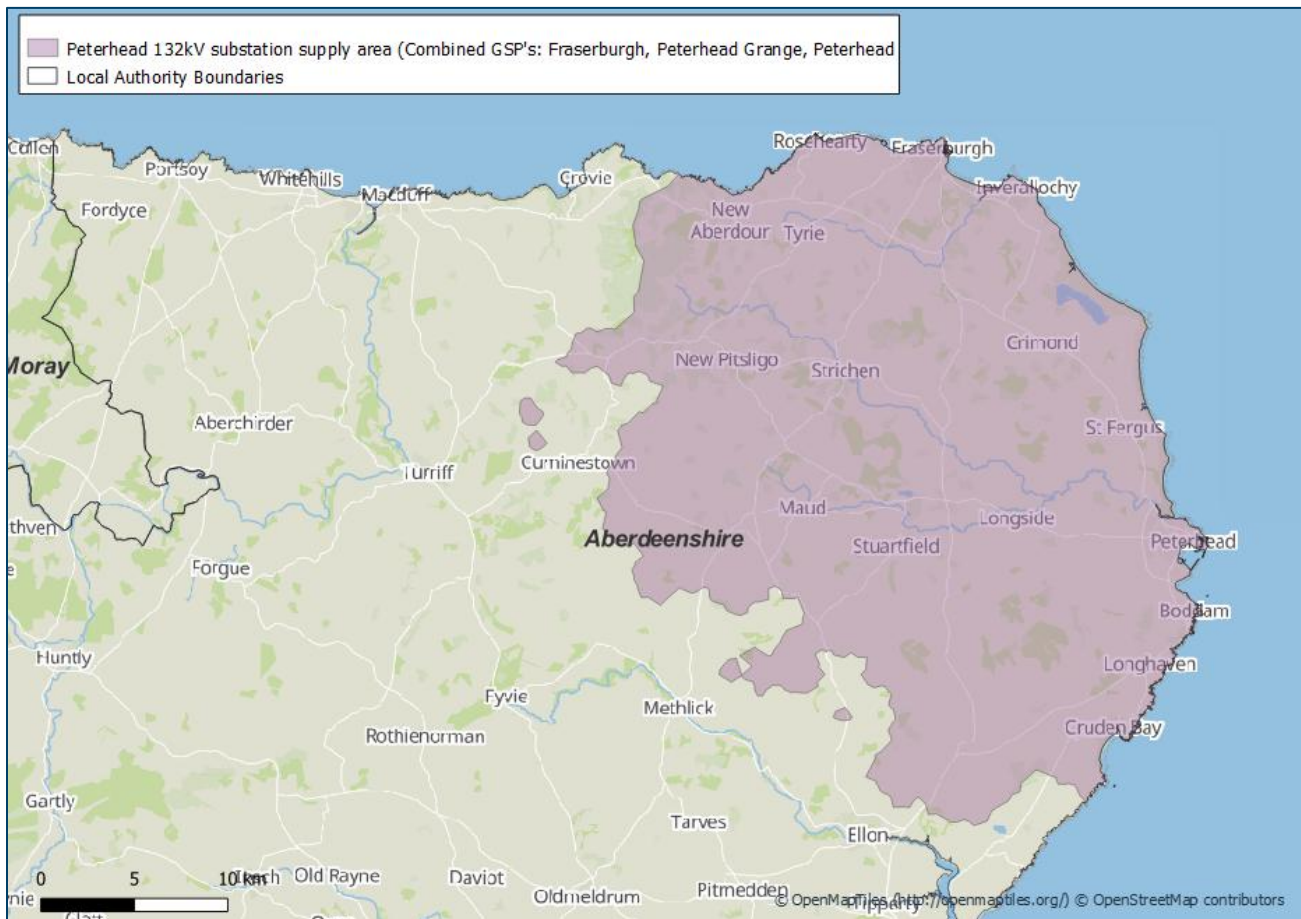 Peterhead 132kV substation supply area (Combined GSP's: Fraserburgh, Peterhead Grange, Peterhead
Local Authority Boundaries
Cullen
Portsoy
Whitehills
Macduff
Crovie
Rosehearty
Fraserburgh
Inverallochy
Fordyce
New
Aberdour
Tyrie
Moray
New Pitsligo
Strichen
Crimond
Aberchirder
St Fergus
Turriff
Cuminestown
Maud
Longside
thven
Aberdeenshire
Stuartfield
Peterhead
e
Forgue
Boddam
Huntly
Longhaven
Fyvie
Methlick
Cruden Bay
Rothienorman
Gartly
Tarves
Ellon
0 5 10 km
Old Rayne
Daviot
Oldmeldrum
Pitmedden
Tipperty
© OpenMapTiles (http://openmaptiles.org/) © OpenStreetMap contributors